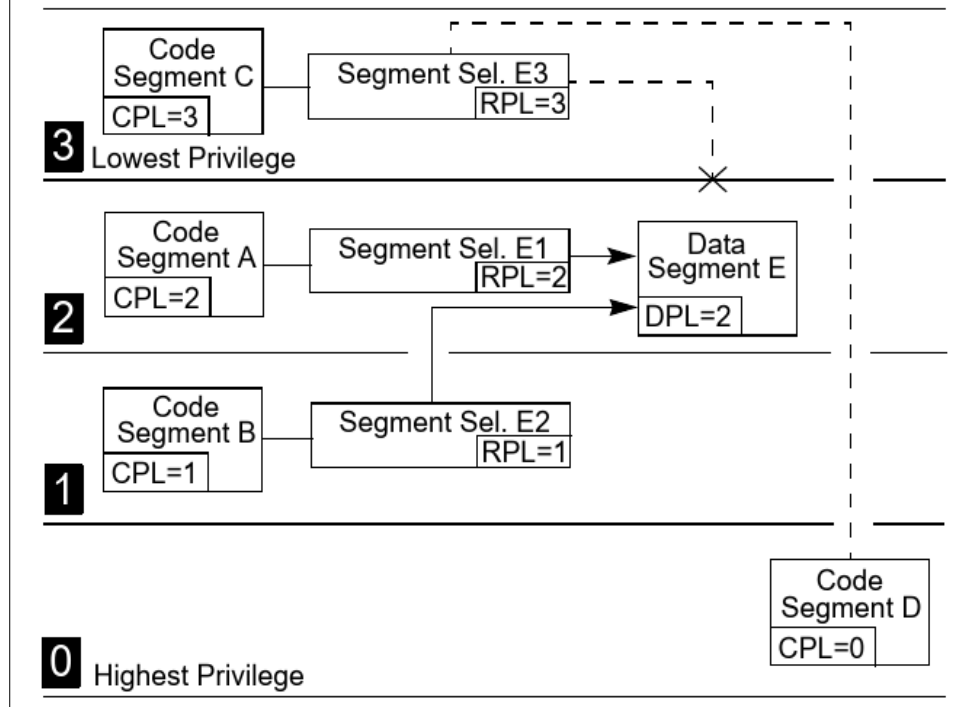 Code
Segment C
CPL=3
Segment Sel. E3
RPL=3
3
Lowest Privilege
Code
Segment A
CPL=2
Segment Sel. E1
RPL=2
Data
Segment E
DPL=2
2
Code
Segment B
CPL=1
Segment Sel. E2
RPL=1
1
Code
Segment D
CPL=0
0
Highest Privilege